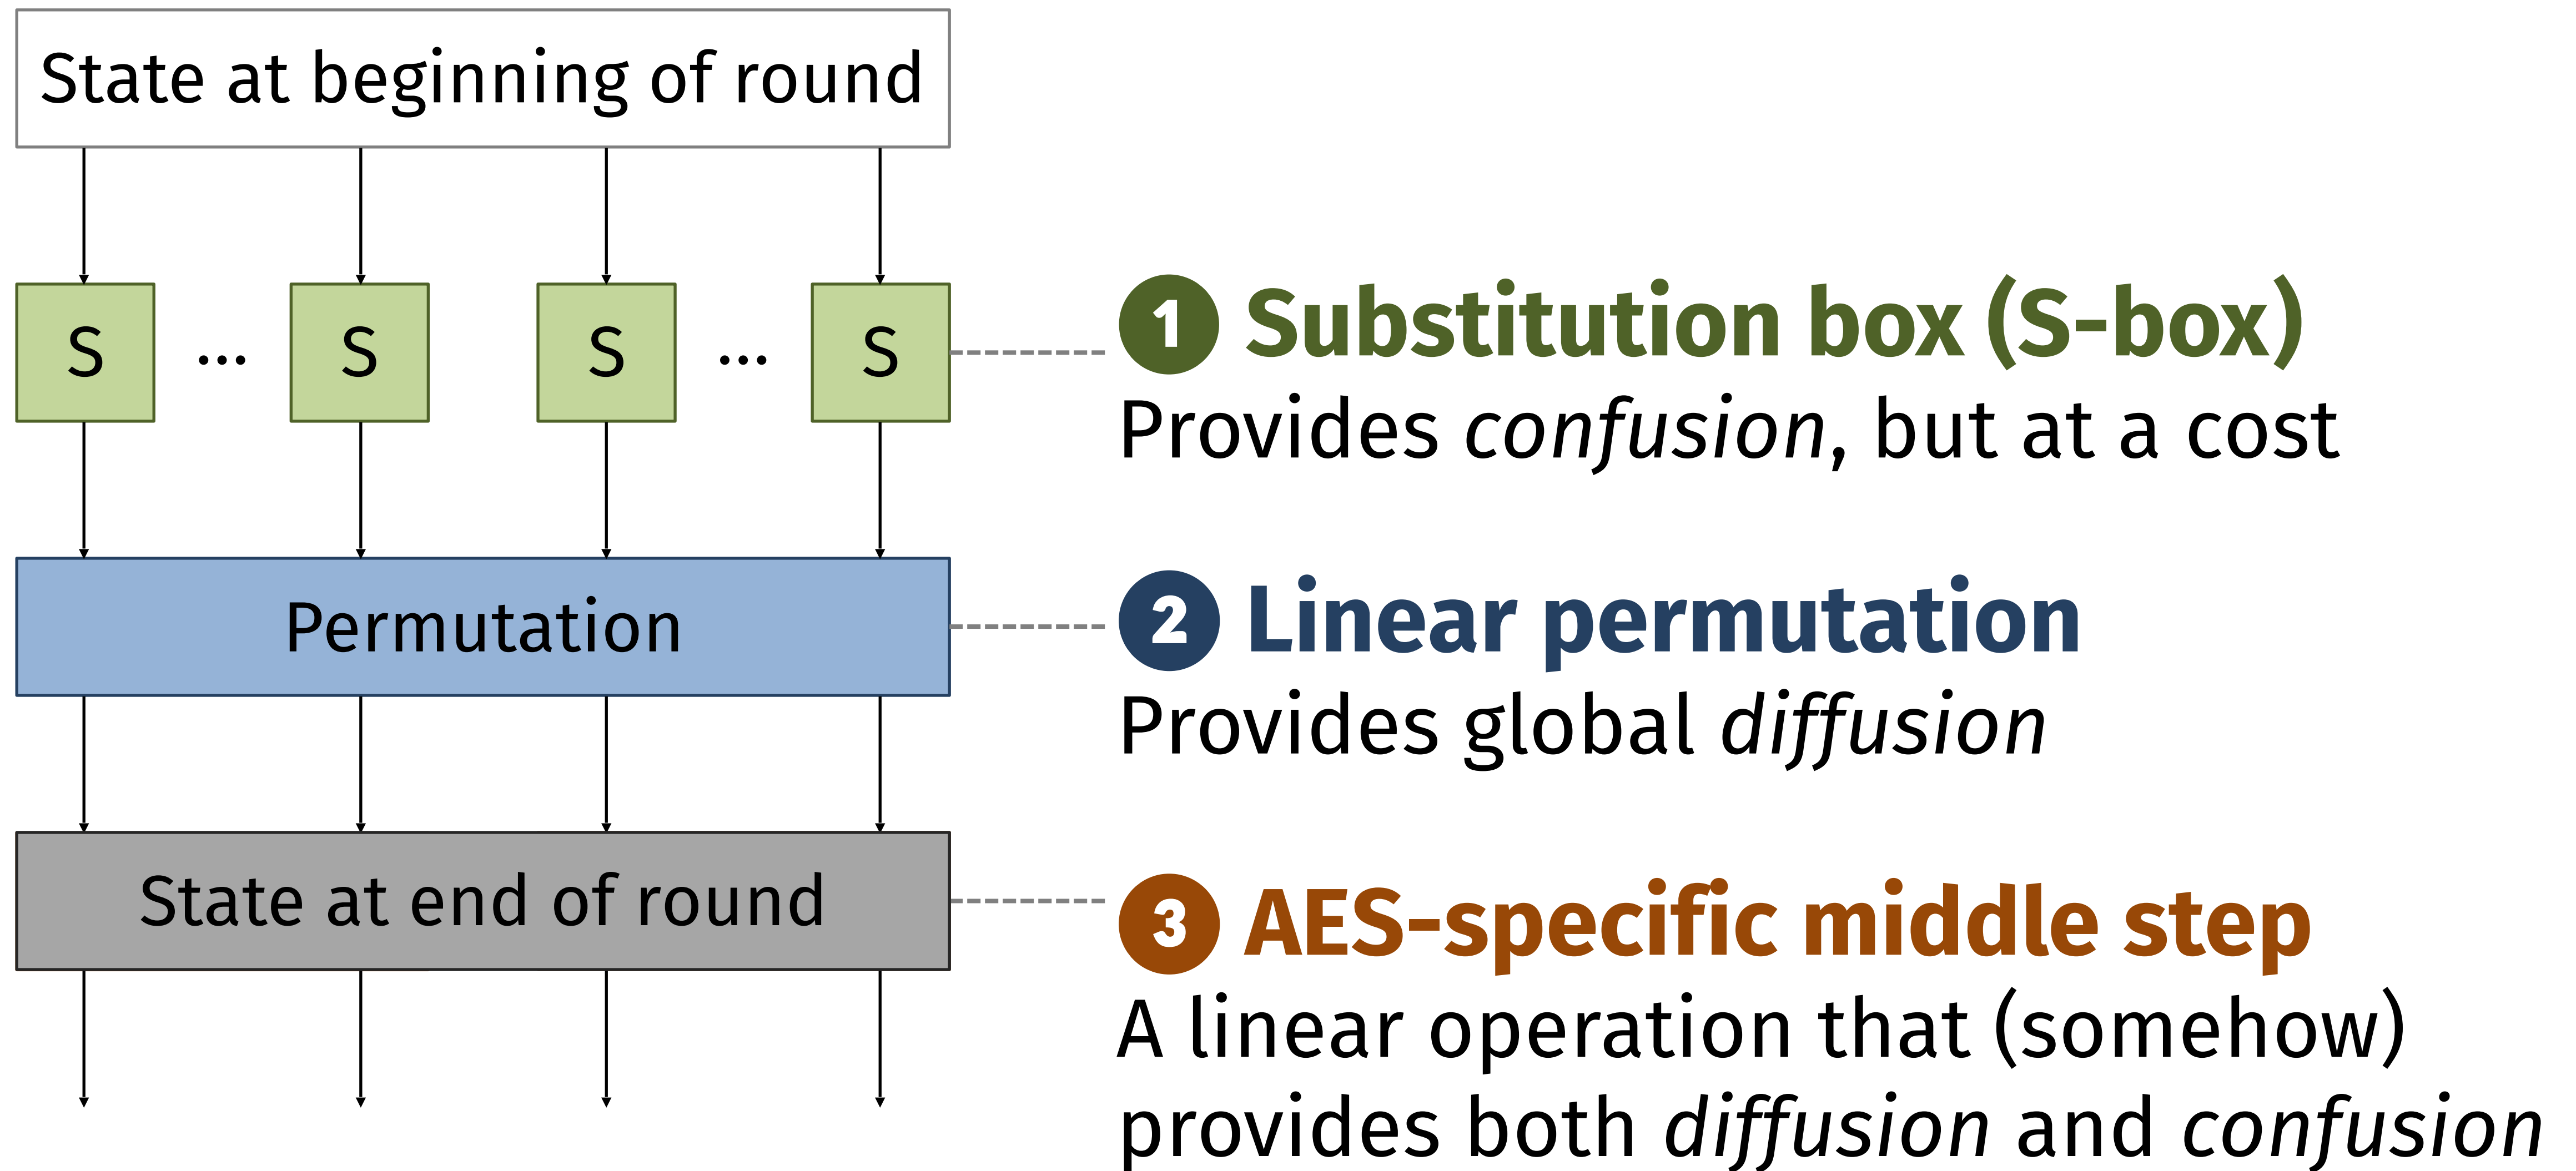 State at beginning of round
S ... S S ... S
1 Substitution box (S-box)
Provides confusion, but at a cost
Permutation
2 Linear permutation
Provides global diffusion
State at end of round
3 AES-specific middle step
A linear operation that (somehow)
provides both diffusion and confusion